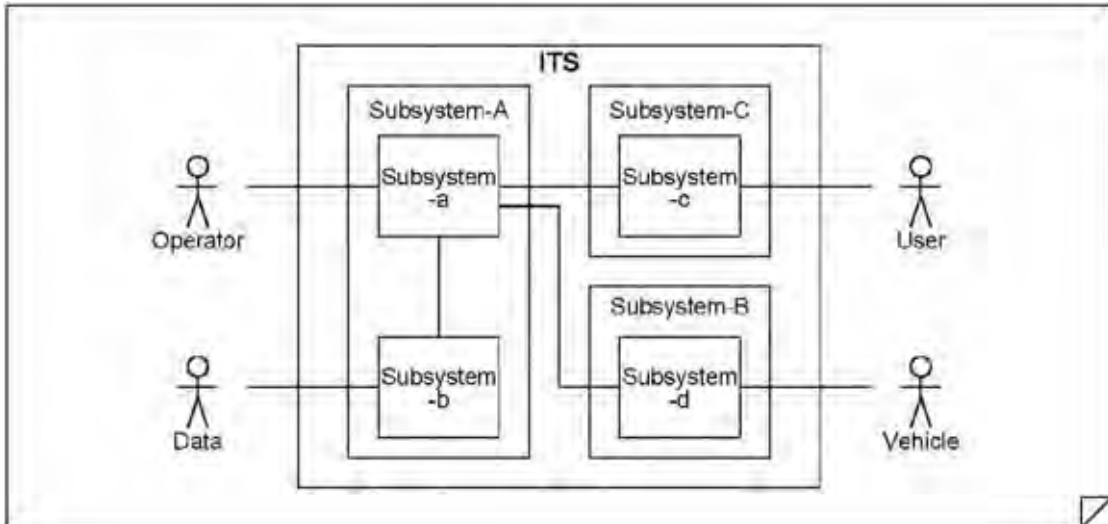 ITS
Subsystem-A
Subsystem-C
Subsystem
-a
Subsystem
-c
Operator
User
Subsystem-B
Subsystem
-b
Subsystem
-d
Data
Vehicle